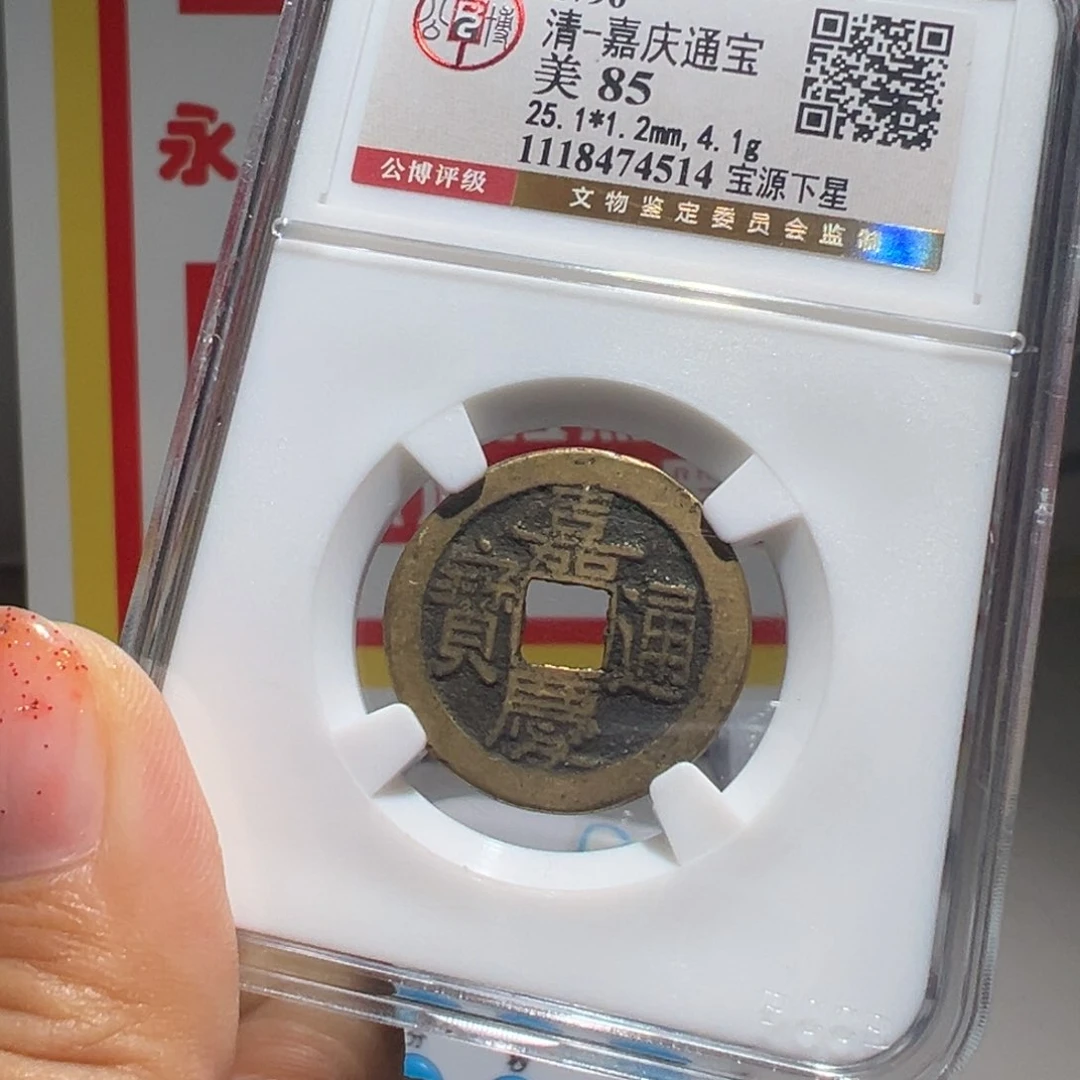 清-嘉庆通宝
美 85
25.1*1.2mm, 4.1g
1118474514 宝源下星
公博评级
文物鉴定委员会监制
永
嘉
慶
通
寶